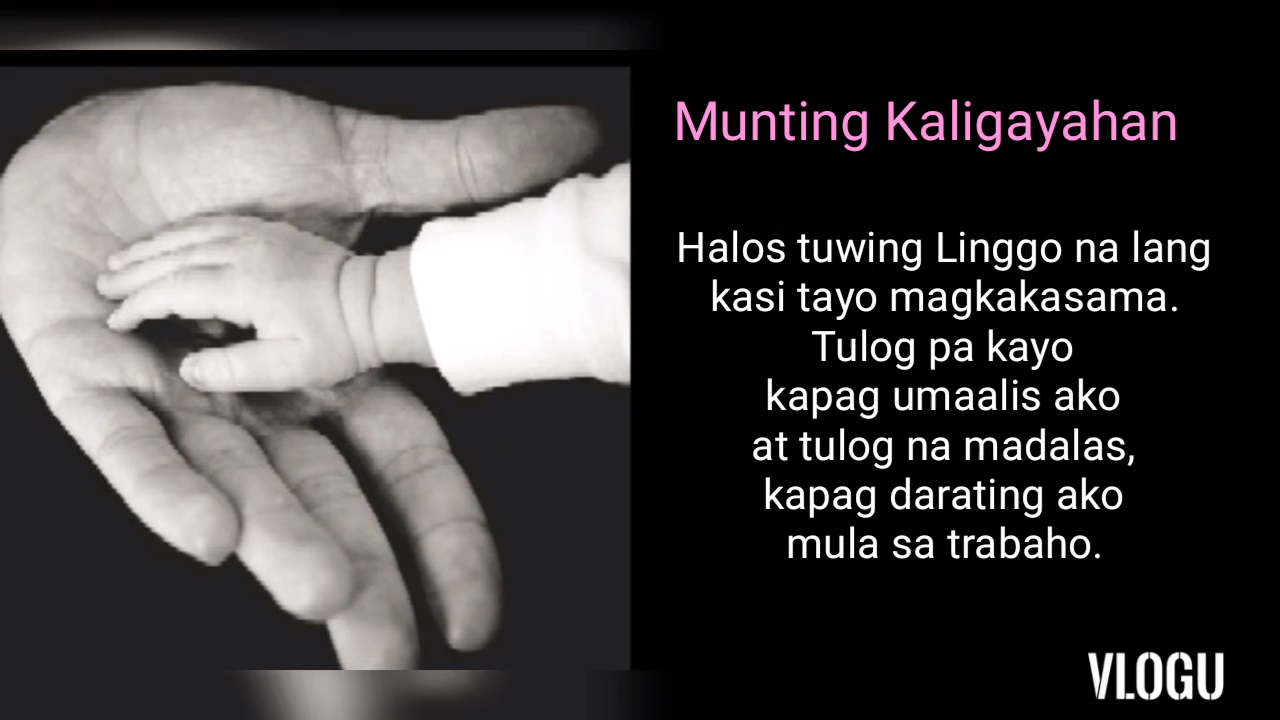 Munting Kaligayahan
Halos tuwing Linggo na lang
kasi tayo magkakasama.
Tulog pa kayo
kapag umaalis ako
at tulog na madalas,
kapag darating ako
mula sa trabaho.
VLOGU